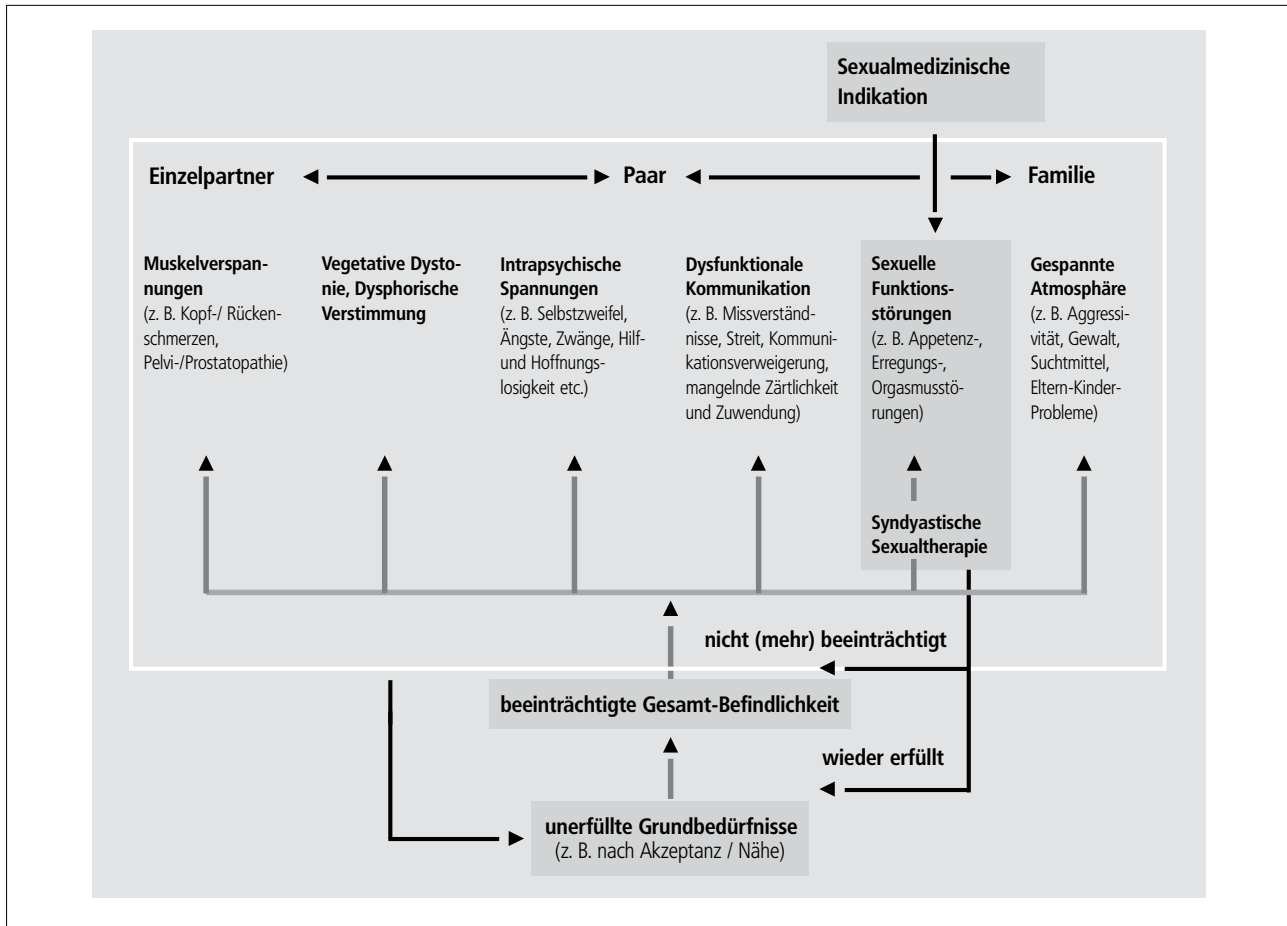 Sexualmedizinische
Indikation
Einzelpartner
Paar
Familie
Muskelverspan-
nungen
(z. B. Kopf-/ Rücken-
schmerzen,
Pelvi-/Prostatopathie)
Vegetative Dysto-
nie, Dysphorische
Verstimmung
Intrapsychische
Spannungen
(z. B. Selbstzweifel,
Ängste, Zwänge, Hilf-
und Hoffnungs-
losigkeit etc.)
Dysfunktionale
Kommunikation
(z. B. Missverständ-
nisse, Streit, Kommuni-
kationsverweigerung,
mangelnde Zärtlichkeit
und Zuwendung)
Sexuelle
Funktions-
störungen
(z. B. Appetenz-,
Erregungs-,
Orgasmusstö-
rungen)
Gespannte
Atmosphäre
(z. B. Aggressi-
vität, Gewalt,
Suchtmittel,
Eltern-Kinder-
Probleme)
Syndyastische
Sexualtherapie
nicht (mehr) beeinträchtigt
beeinträchtigte Gesamt-Befindlichkeit
wieder erfüllt
unerfüllte Grundbedürfnisse
(z. B. nach Akzeptanz / Nähe)